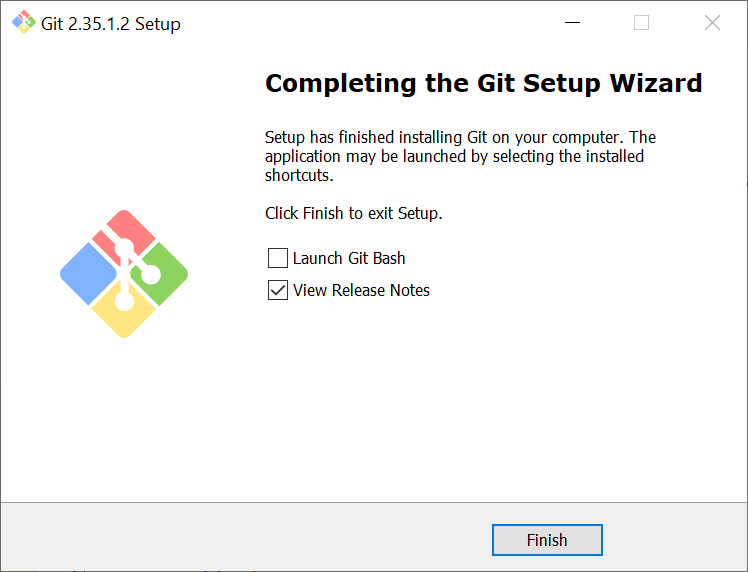 Git 2.35.1.2 Setup
Completing the Git Setup Wizard
Setup has finished installing Git on your computer. The
application may be launched by selecting the installed
shortcuts.
Click Finish to exit Setup.
Launch Git Bash
View Release Notes
Finish